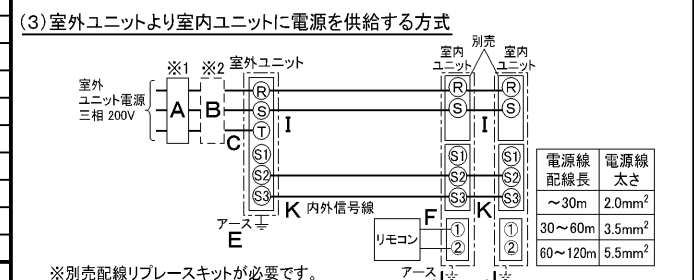 (3)室外ユニットより室内ユニットに電源を供給する方式
別売
※1 ※2 室外ユニット
室内
ユニット
室内
ユニット
室外
ユニット電源
三相 200V
A
B
C
R
S
T
S1
S2
S3
I
R
S
S1
S2
S3
I
R
S
S1
S2
S3
K 内外信号線
F
K
アース
E
リモコン
①
②
①
②
アース
電源線
配線長
電源線
太さ
~30m 2.0mm²
30~60m 3.5mm²
60~120m 5.5mm²
※別売配線リプレースキットが必要です。